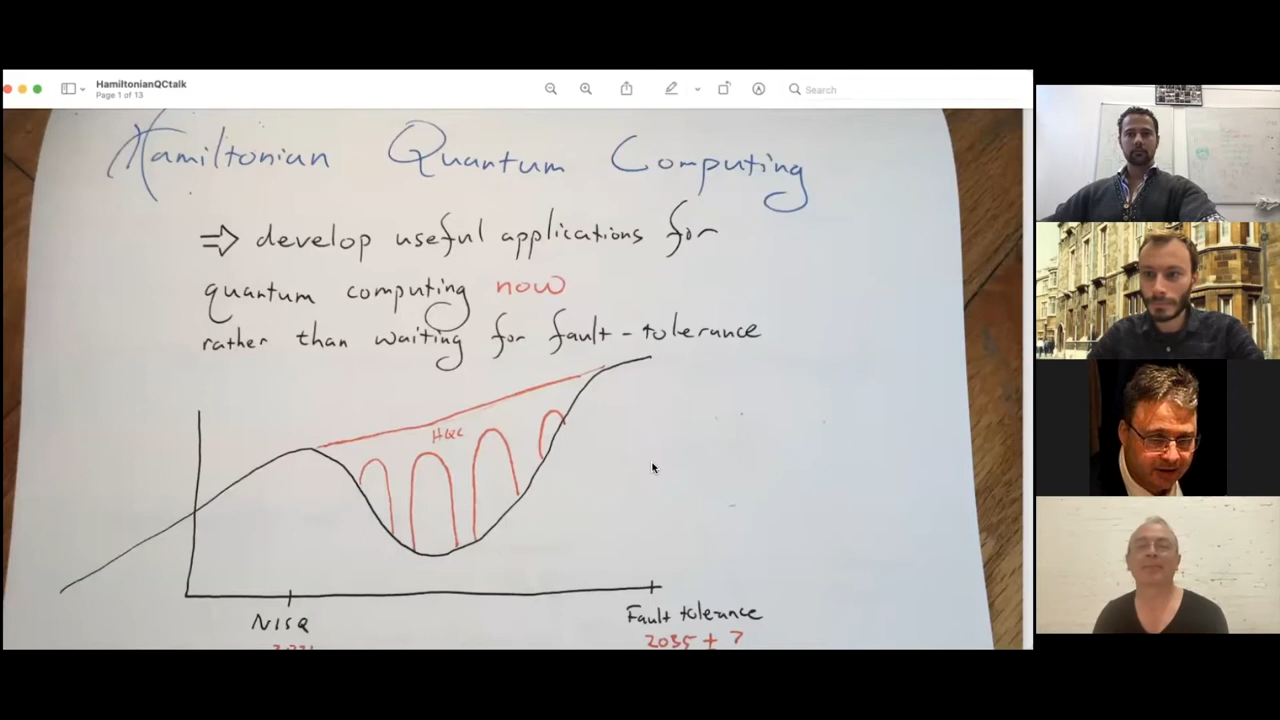 HamiltonianQCtalk
Page 1 of 13
Search
Hamiltonian Quantum Computing
⇒ develop useful applications for
quantum computing now
rather than waiting for fault-tolerance
HQC
NISQ
Fault tolerance
2035 + ?